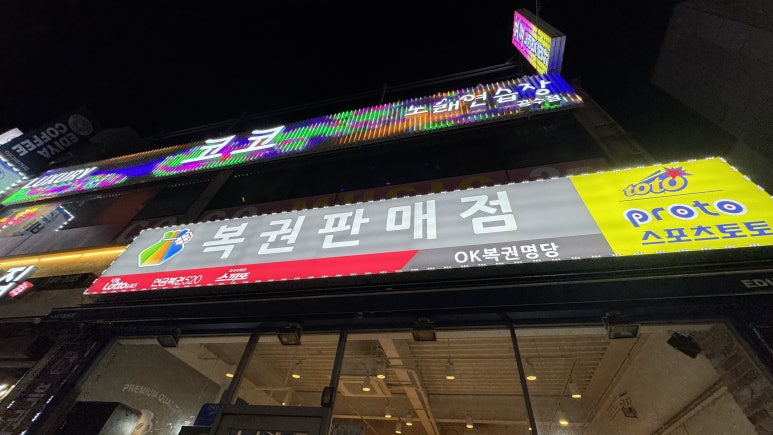 EDIYA
COFFEE
LUXURY 코코 노래연습장
복권판매점
OK복권명당
Lotto 6/45 연금복권520 스피또
toto
proto
스포츠토토
PREMIUM QUALITY